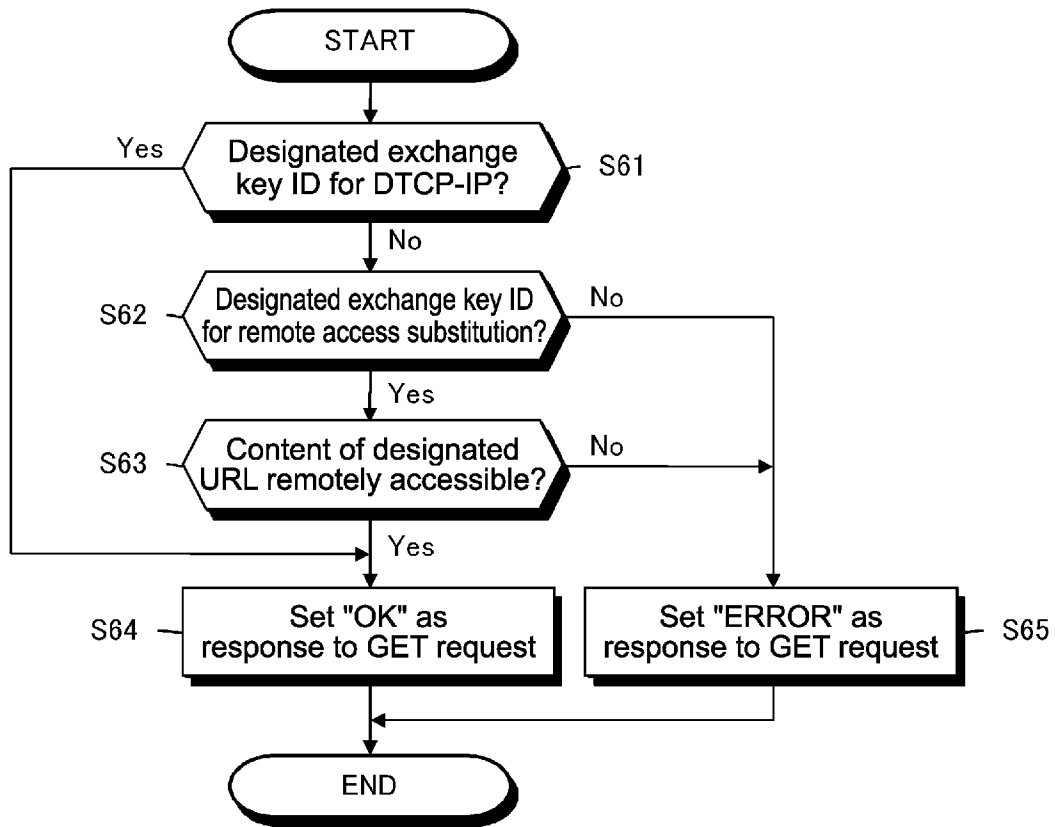 START
Yes
Designated exchange
key ID for DTCP-IP?
S61
No
S62
Designated exchange key ID
for remote access substitution?
No
Yes
S63
Content of designated
URL remotely accessible?
No
Yes
S64
Set "OK" as
response to GET request
Set "ERROR" as
response to GET request
S65
END